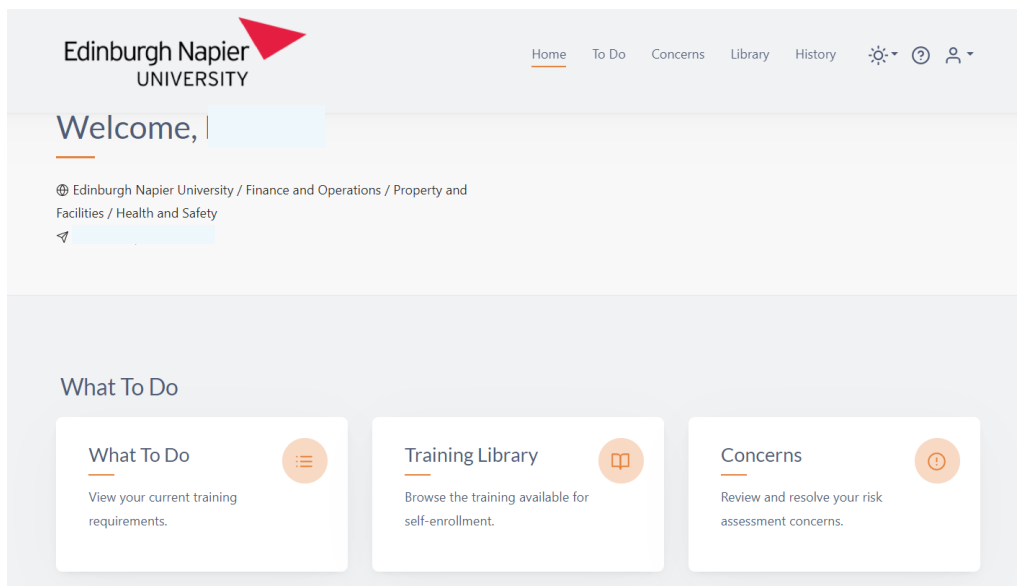 Edinburgh Napier
UNIVERSITY
Home To Do Concerns Library History
Welcome,
Edinburgh Napier University / Finance and Operations / Property and
Facilities / Health and Safety
What To Do
What To Do
View your current training
requirements.
Training Library
Browse the training available for
self-enrollment.
Concerns
Review and resolve your risk
assessment concerns.